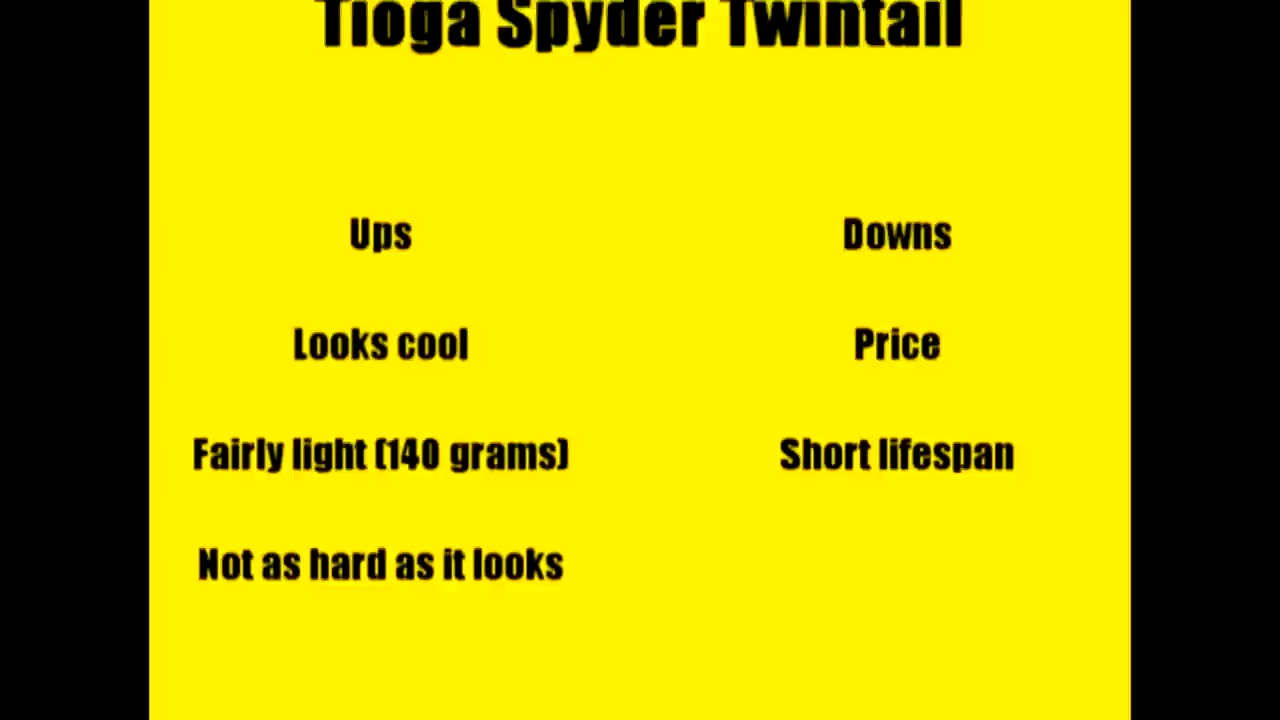 Tioga Spyder Twintail
Ups
Downs
Looks cool
Price
Fairly light (140 grams)
Short lifespan
Not as hard as it looks